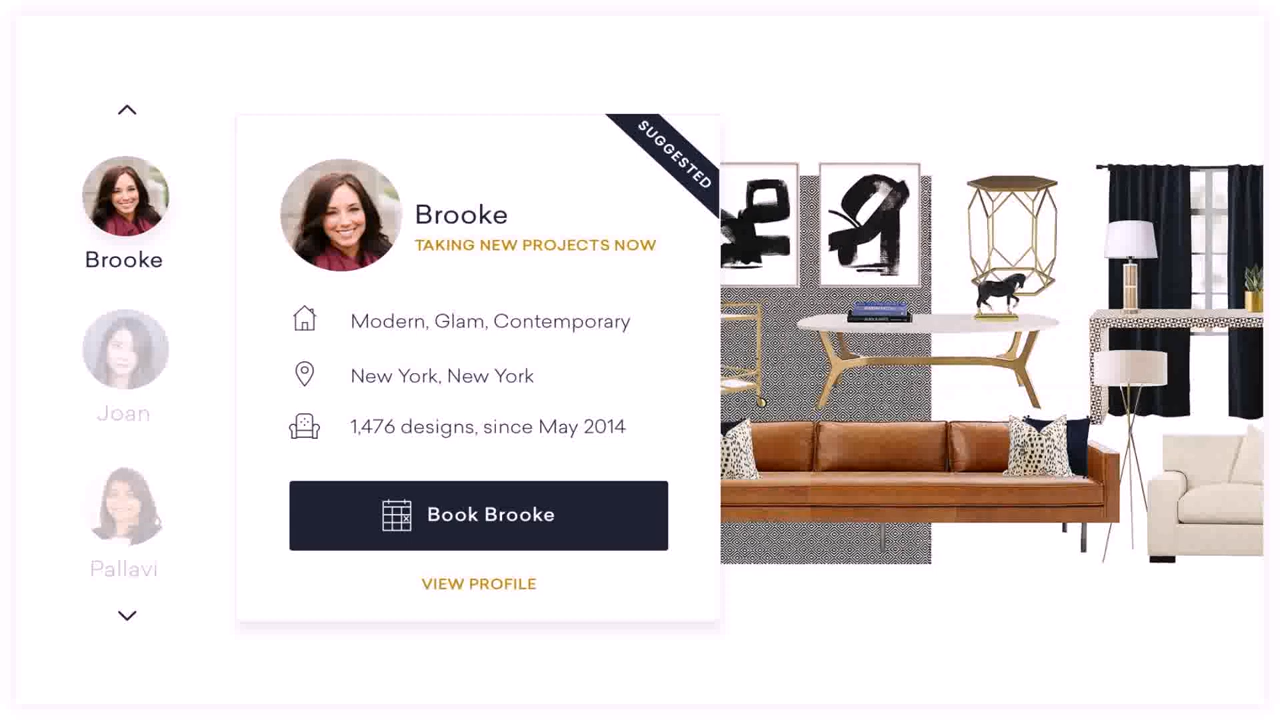 Brooke
Joan
Pallavi
SUGGESTED
Brooke
TAKING NEW PROJECTS NOW
Modern, Glam, Contemporary
New York, New York
1,476 designs, since May 2014
Book Brooke
VIEW PROFILE